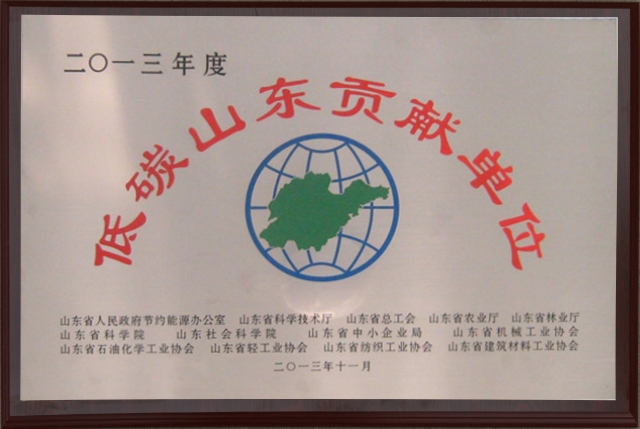 二〇一三年度
低碳山东贡献单位
山东省人民政府节约能源办公室 山东省科学技术厅 山东省总工会 山东省农业厅 山东省林业厅
山东省科学院 山东社会科学院 山东省中小企业局 山东省机械工业协会
山东省石油化学工业协会 山东省轻工业协会 山东省纺织工业协会 山东省建筑材料工业协会
二〇一三年十一月